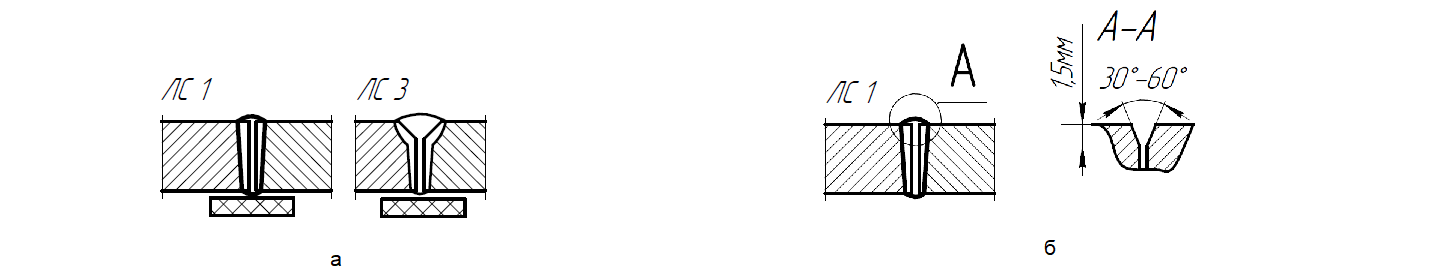 ЛС 1
ЛС 3
а
ЛС 1
А
А–А
1,5мм
30°–60°
б